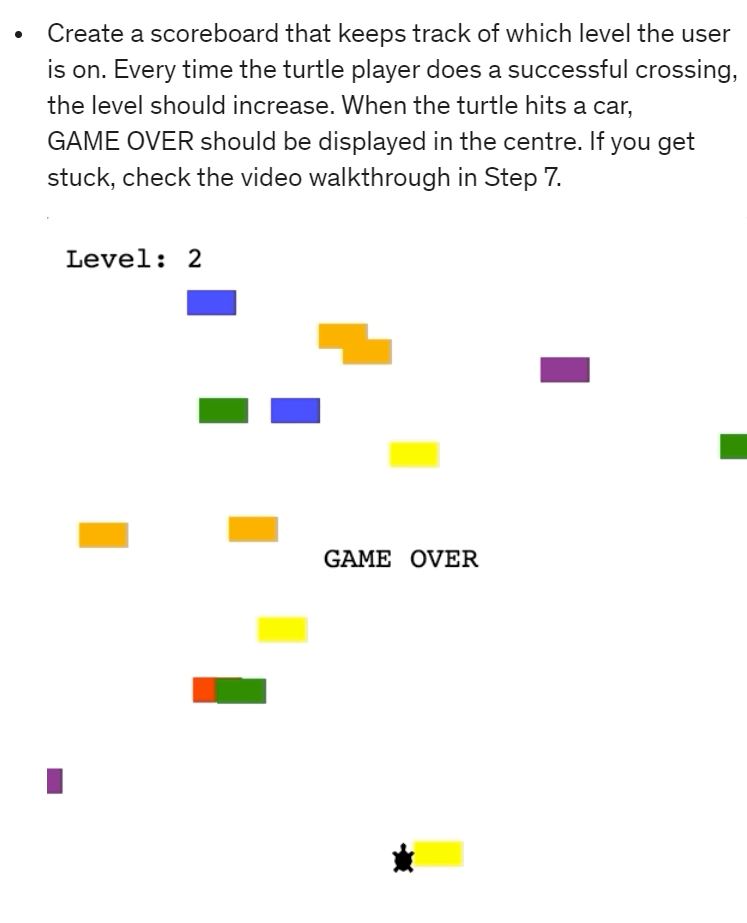 Create a scoreboard that keeps track of which level the user
is on. Every time the turtle player does a successful crossing,
the level should increase. When the turtle hits a car,
GAME OVER should be displayed in the centre. If you get
stuck, check the video walkthrough in Step 7.
Level: 2
GAME OVER